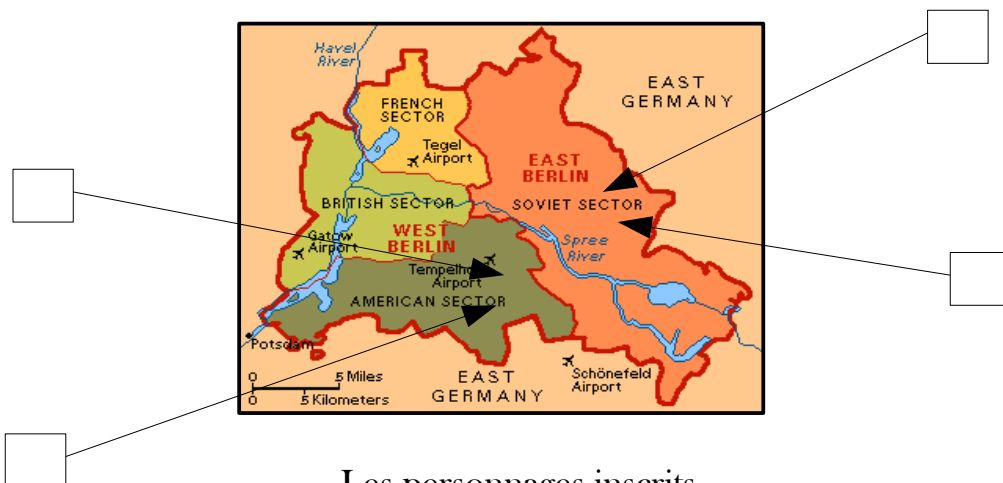 Havel
River
EAST
GERMANY
FRENCH
SECTOR
Tegel
Airport
EAST
BERLIN
BRITISH SECTOR
SOVIET SECTOR
WEST
BERLIN
Gatow
Airport
Spree
River
Tempelhof
Airport
AMERICAN SECTOR
Potsdam
0 5 Miles
0 5 Kilometers
EAST
GERMANY
Schönefeld
Airport
Les personnages inscrits